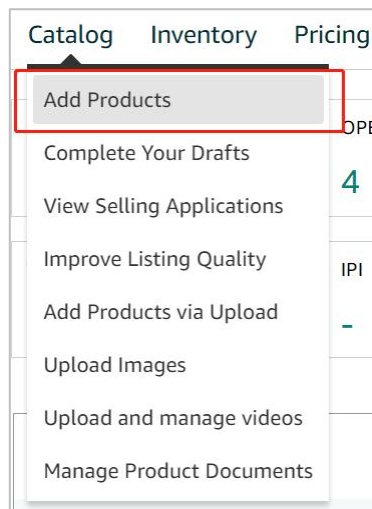 Catalog Inventory Pricing
Add Products
Complete Your Drafts
4
View Selling Applications
Improve Listing Quality
IPI
Add Products via Upload
-
Upload Images
Upload and manage videos
Manage Product Documents